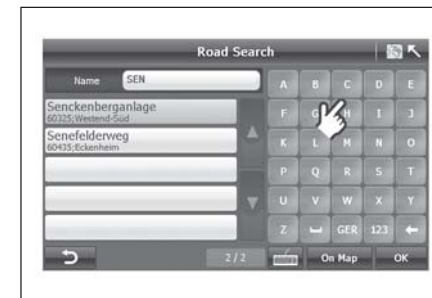 Road Search
Name SEN
A B C D E
Senckenberganlage
60325;Westend-Süd
F G H I J
Senefelderweg
60435;Eckenheim
K L M N O
P Q R S T
U V W X Y
Z GER 123
2/2 On Map OK